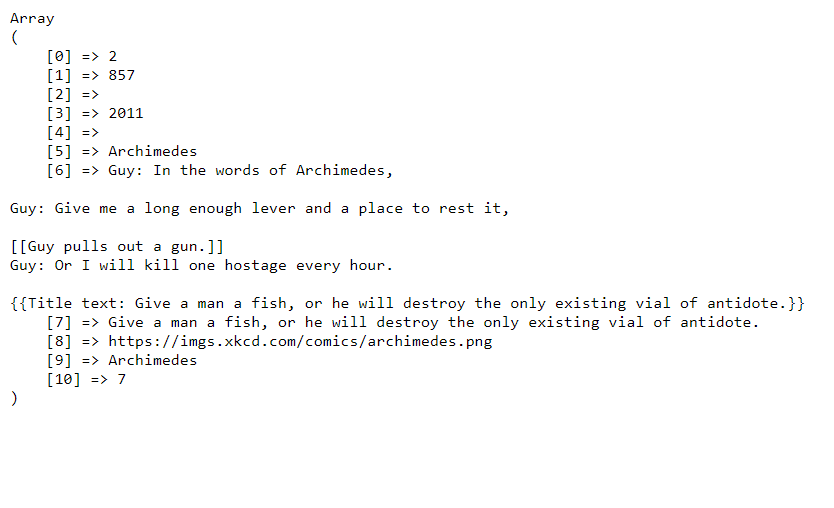 Array
(
[0] => 2
[1] => 857
[2] =>
[3] => 2011
[4] =>
[5] => Archimedes
[6] => Guy: In the words of Archimedes,
Guy: Give me a long enough lever and a place to rest it,
[[Guy pulls out a gun.]]
Guy: Or I will kill one hostage every hour.
{{Title text: Give a man a fish, or he will destroy the only existing vial of antidote.}}
[7] => Give a man a fish, or he will destroy the only existing vial of antidote.
[8] => https://imgs.xkcd.com/comics/archimedes.png
[9] => Archimedes
[10] => 7
)